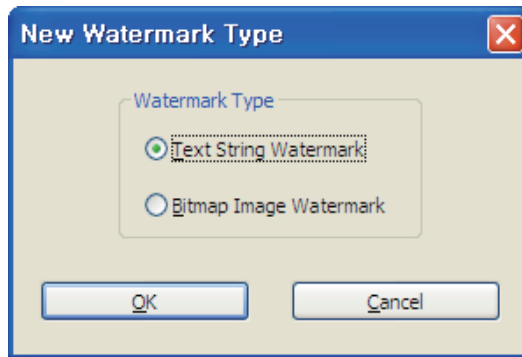 New Watermark Type
Watermark Type
Text String Watermark
Bitmap Image Watermark
OK
Cancel